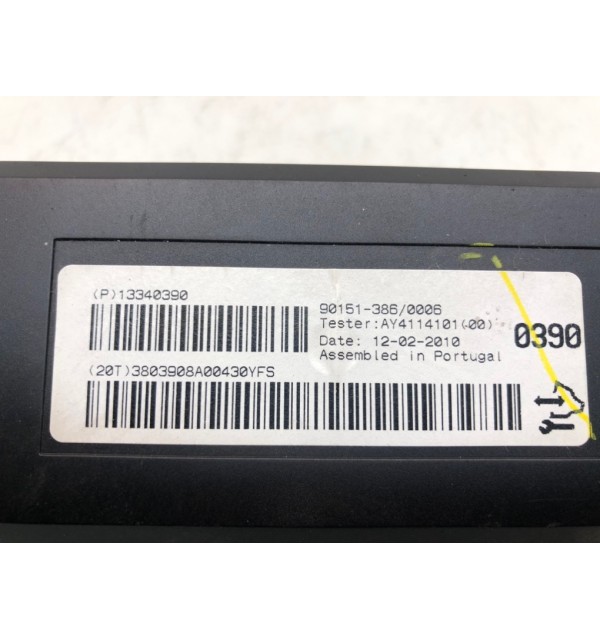 (P)13340390
90151-386/0006
Tester:AY4114101(.00)
Date: 12-02-2010
Assembled in Portugal
0390
(20T)3803908A00430YFS